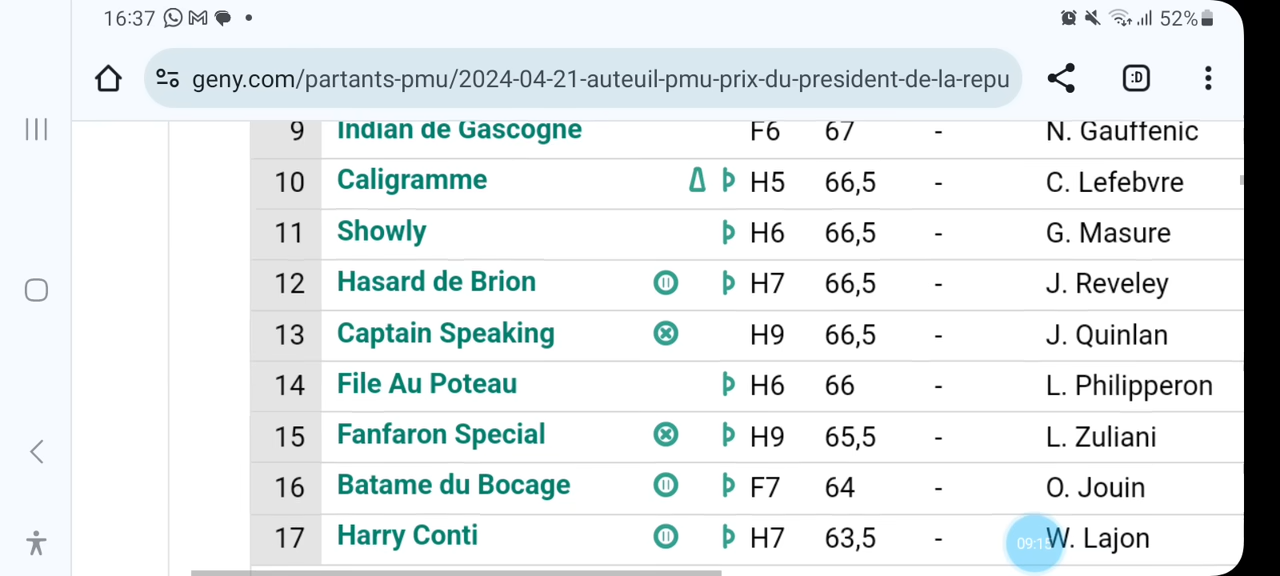 16:37 52%
geny.com/partants-pmu/2024-04-21-auteuil-pmu-prix-du-president-de-la-repu
9 Indian de Gascogne F6 67 - N. Gauffenic
10 Caligramme H5 66,5 - C. Lefebvre
11 Showly H6 66,5 - G. Masure
12 Hasard de Brion H7 66,5 - J. Reveley
13 Captain Speaking H9 66,5 - J. Quinlan
14 File Au Poteau H6 66 - L. Philipperon
15 Fanfaron Special H9 65,5 - L. Zuliani
16 Batame du Bocage F7 64 - O. Jouin
17 Harry Conti H7 63,5 - W. Lajon
09:15